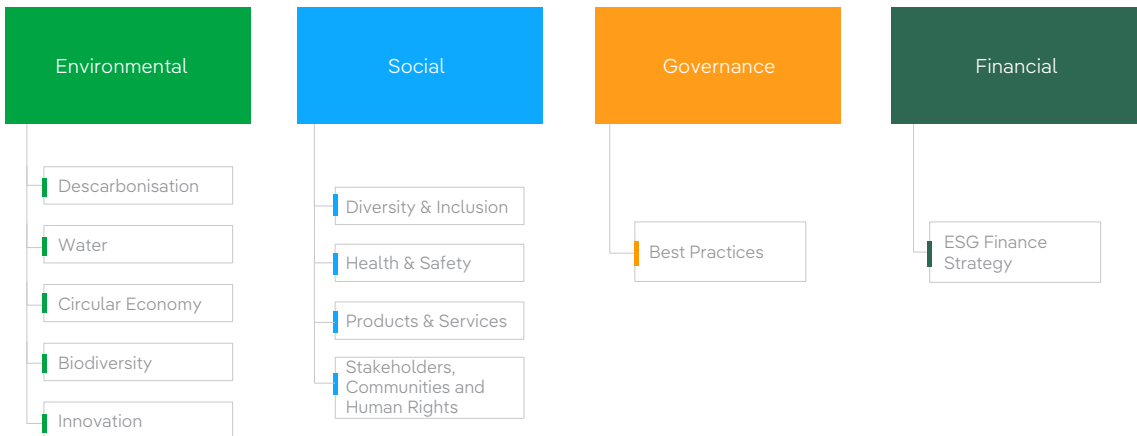 Environmental
Descarbonisation
Water
Circular Economy
Biodiversity
Innovation
Social
Diversity & Inclusion
Health & Safety
Products & Services
Stakeholders,
Communities and
Human Rights
Governance
Best Practices
Financial
ESG Finance
Strategy